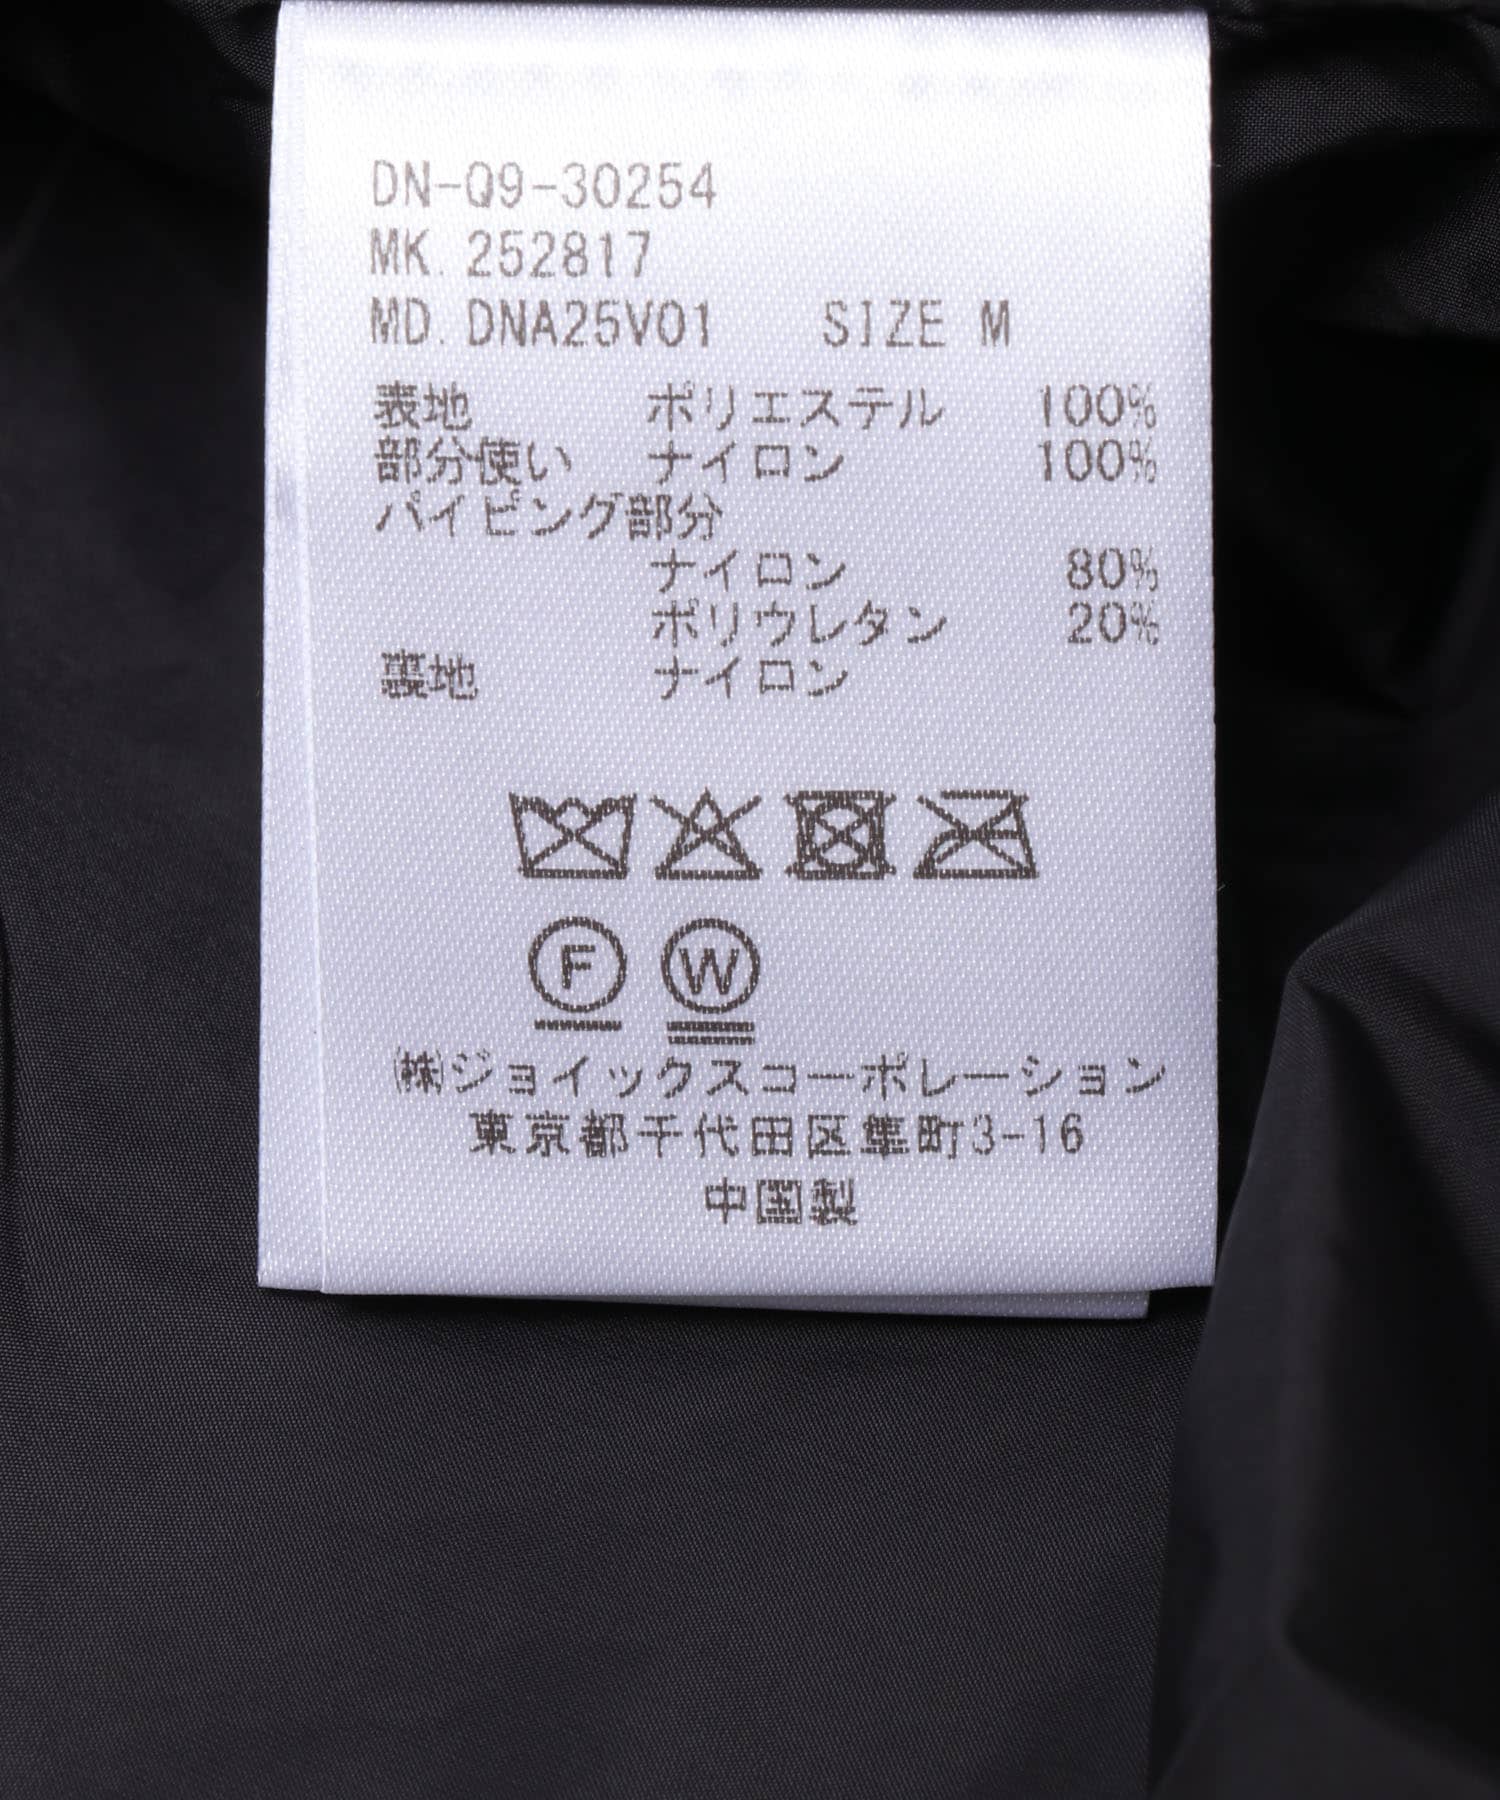 DN-Q9-30254
MK. 252817
MD. DNA25V01 SIZE M
表地 ポリエステル 100%
部分使い ナイロン 100%
パイピング部分
ナイロン 80%
ポリウレタン 20%
裏地 ナイロン
F W
㈱ジョイックスコーポレーション
東京都千代田区隼町3-16
中国製